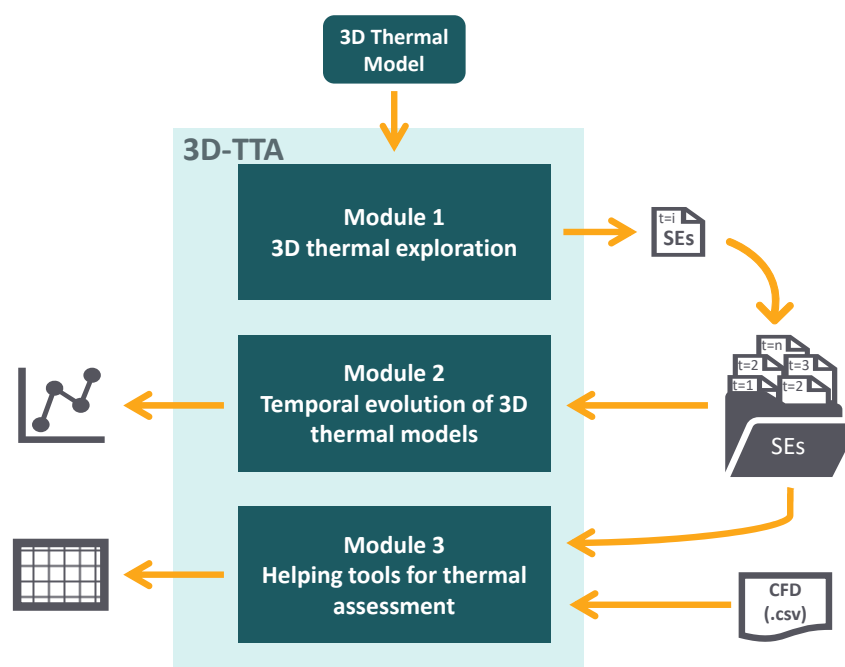 3D Thermal
Model
3D-TTA
Module 1
3D thermal exploration
t=i
SEs
t=n
t=2
t=3
t=1
t=2
SEs
Module 2
Temporal evolution of 3D
thermal models
Module 3
Helping tools for thermal
assessment
CFD
(.csv)